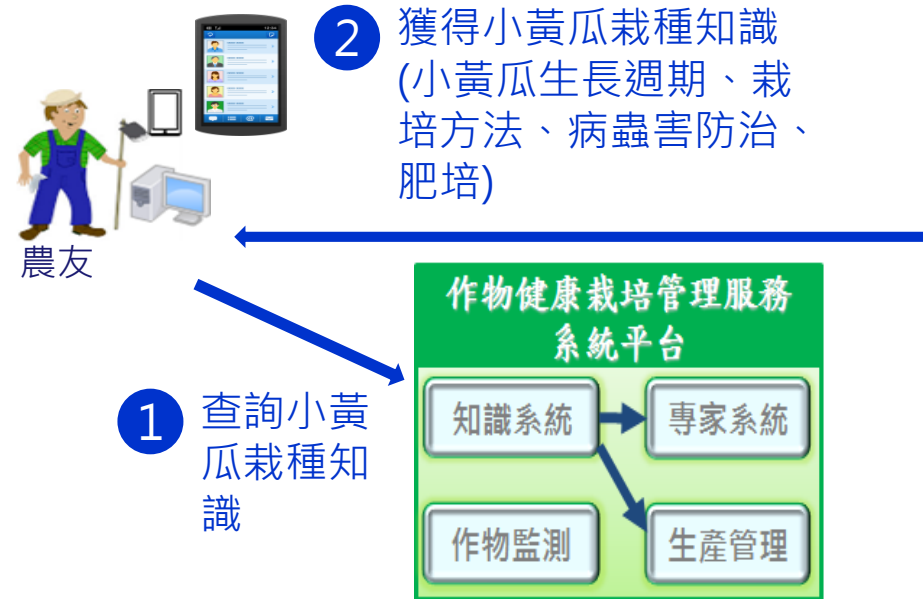 2
獲得小黃瓜栽種知識
(小黃瓜生長週期、栽
培方法、病蟲害防治、
肥培)
農友
作物健康栽培管理服務
系統平台
1
查詢小黃
瓜栽種知
識
知識系統
專家系統
作物監測
生產管理